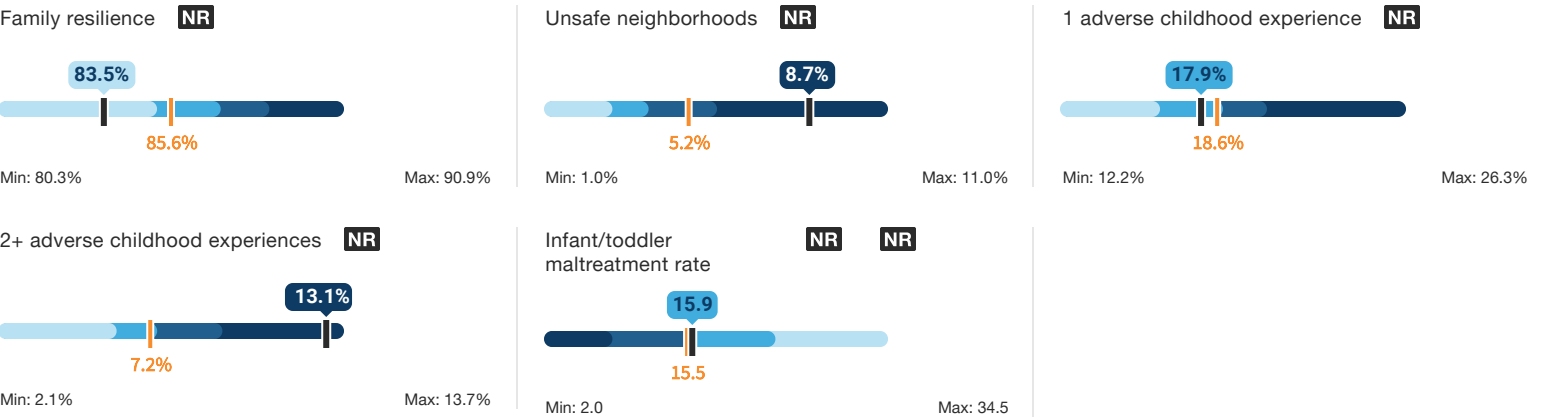 Family resilience NR
83.5%
85.6%
Min: 80.3% Max: 90.9%
Unsafe neighborhoods NR
8.7%
5.2%
Min: 1.0% Max: 11.0%
1 adverse childhood experience NR
17.9%
18.6%
Min: 12.2% Max: 26.3%
2+ adverse childhood experiences NR
13.1%
7.2%
Min: 2.1% Max: 13.7%
Infant/toddler NR NR
maltreatment rate
15.9
15.5
Min: 2.0 Max: 34.5